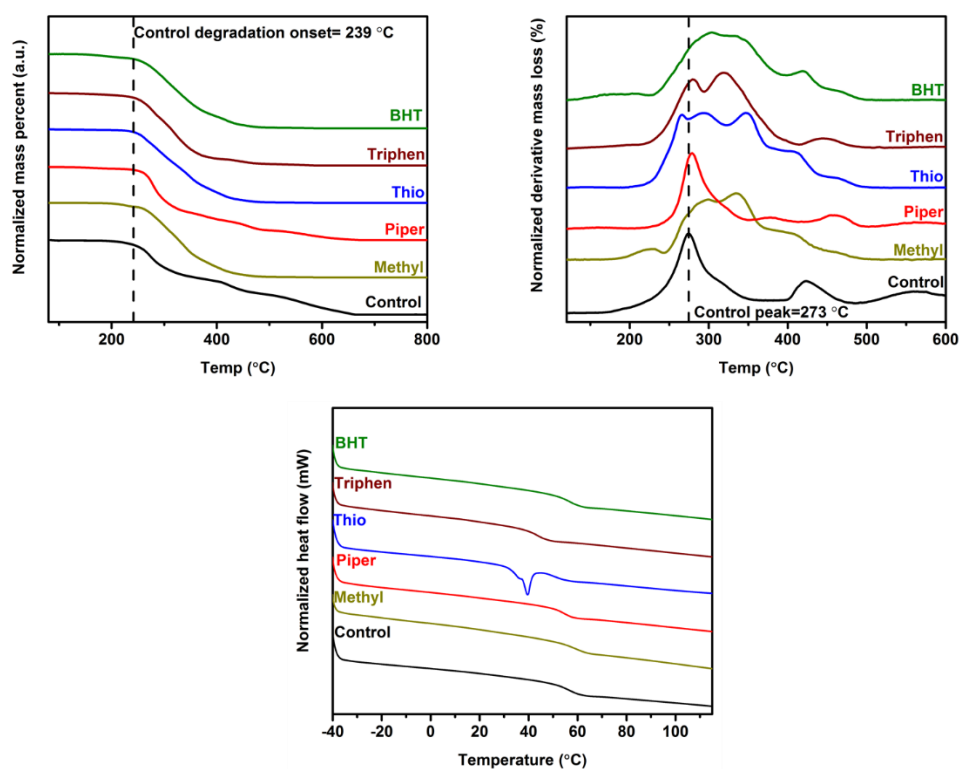 Control degradation onset= 239 °C
BHT
Triphen
Thio
Piper
Methyl
Control
Normalized mass percent (a.u.)
200 400 600 800
Temp (°C)
BHT
Triphen
Thio
Piper
Methyl
Control
Control peak=273 °C
Normalized derivative mass loss (%)
200 300 400 500 600
Temp (°C)
BHT
Triphen
Thio
Piper
Methyl
Control
Normalized heat flow (mW)
-40 -20 0 20 40 60 80 100
Temperature (°C)